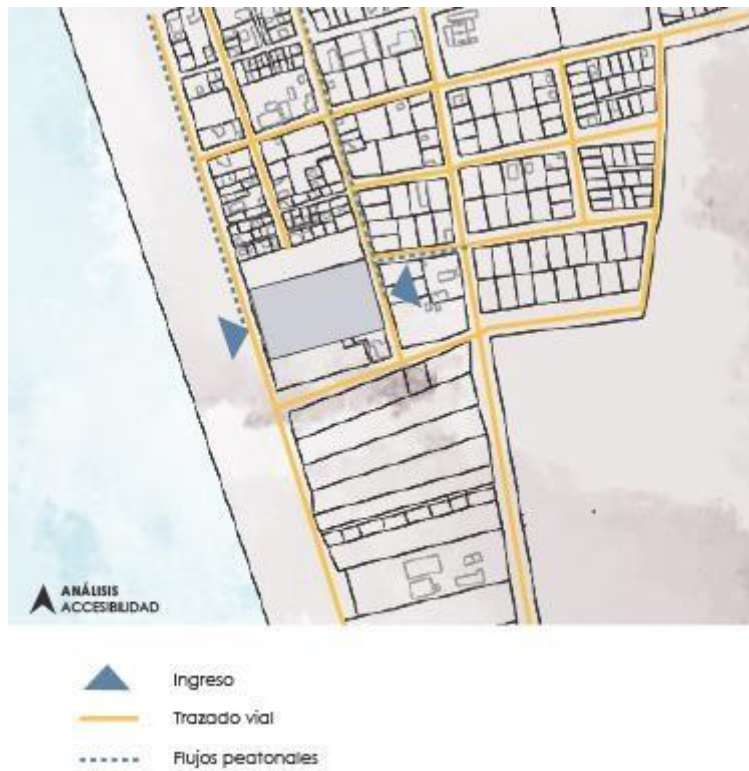 ANÁLISIS
ACCESIBILIDAD
Ingreso
Trazado vial
Flujos peatonales